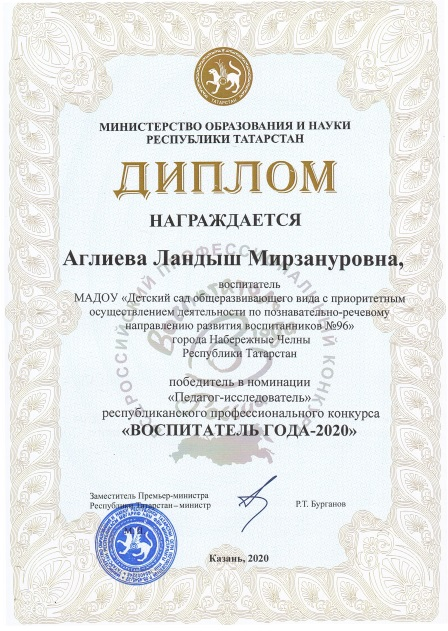 ТАТАРСТАН
МИНИСТЕРСТВО ОБРАЗОВАНИЯ И НАУКИ
РЕСПУБЛИКИ ТАТАРСТАН
ДИПЛОМ
НАГРАЖДАЕТСЯ
Аглиева Ландыш Мирзануровна,
воспитатель
МАДОУ «Детский сад общеразвивающего вида с приоритетным
осуществлением деятельности по познавательно-речевому
направлению развития воспитанников №96»
города Набережные Челны
Республики Татарстан
победитель в номинации
«Педагог-исследователь»
республиканского профессионального конкурса
«ВОСПИТАТЕЛЬ ГОДА-2020»
Заместитель Премьер-министра
Республики Татарстан – министр
Р.Т. Бурганов
Казань, 2020